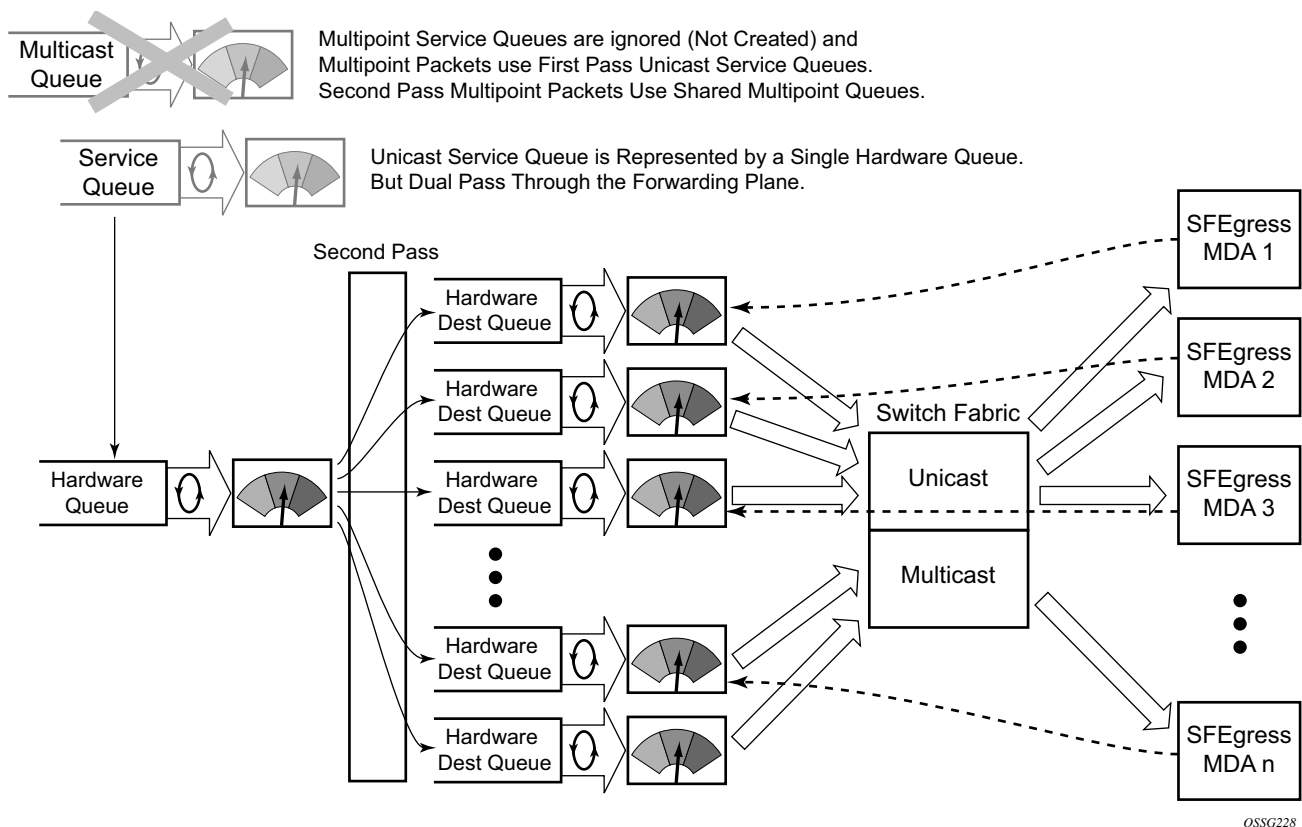 Multicast
Queue
Multipoint Service Queues are ignored (Not Created) and
Multipoint Packets use First Pass Unicast Service Queues.
Second Pass Multipoint Packets Use Shared Multipoint Queues.
Service
Queue
Unicast Service Queue is Represented by a Single Hardware Queue.
But Dual Pass Through the Forwarding Plane.
Second Pass
Hardware
Dest Queue
Hardware
Dest Queue
Hardware
Queue
Hardware
Dest Queue
Hardware
Dest Queue
Hardware
Dest Queue
Switch Fabric
Unicast
Multicast
SFEgress
MDA 1
SFEgress
MDA 2
SFEgress
MDA 3
SFEgress
MDA n
OSSG228